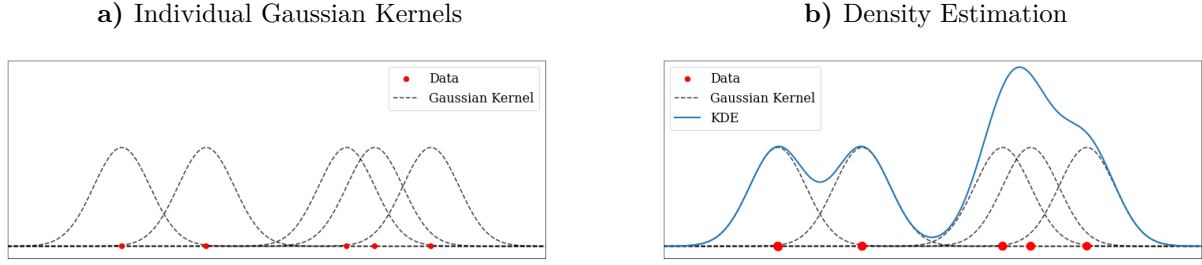 a) Individual Gaussian Kernels
Data
Gaussian Kernel
b) Density Estimation
Data
Gaussian Kernel
KDE